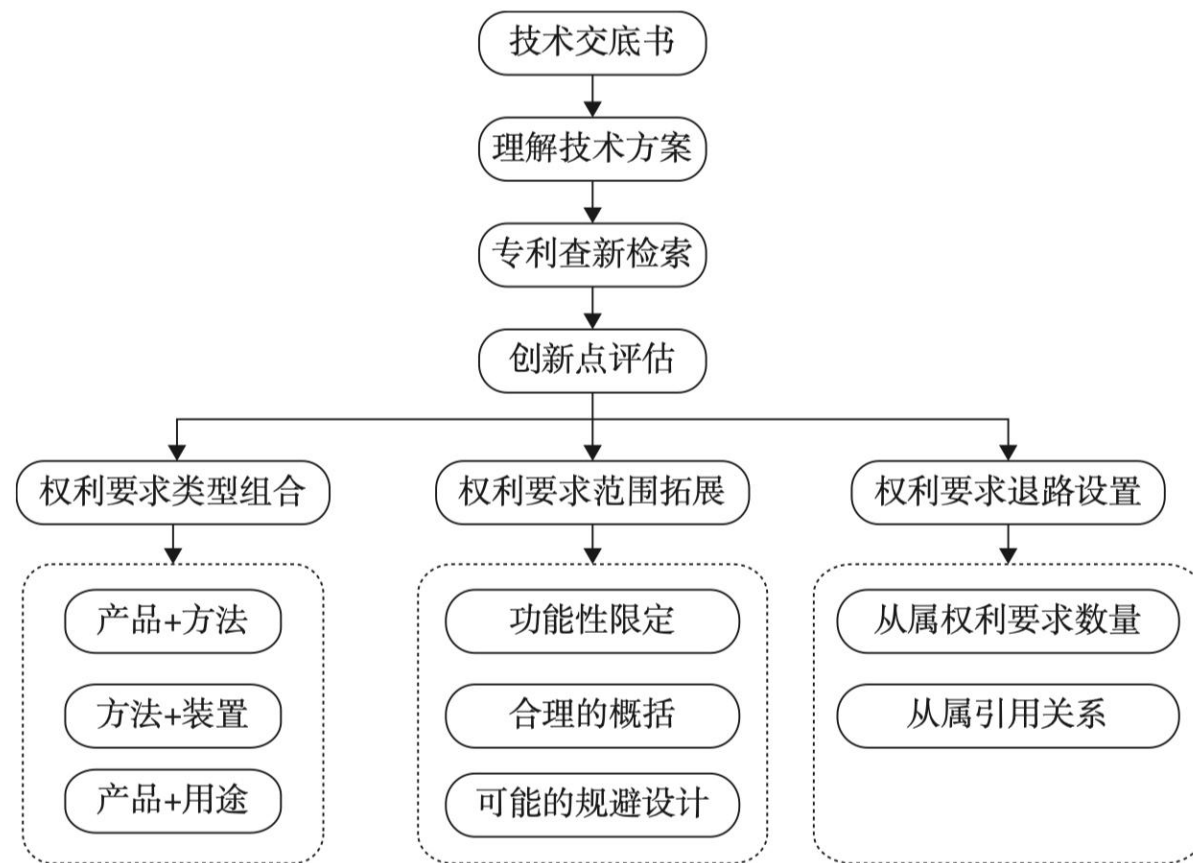 技术交底书
理解技术方案
专利查新检索
创新点评估
权利要求类型组合
权利要求范围拓展
权利要求退路设置
产品+方法
功能性限定
从属权利要求数量
方法+装置
合理的概括
从属引用关系
产品+用途
可能的规避设计